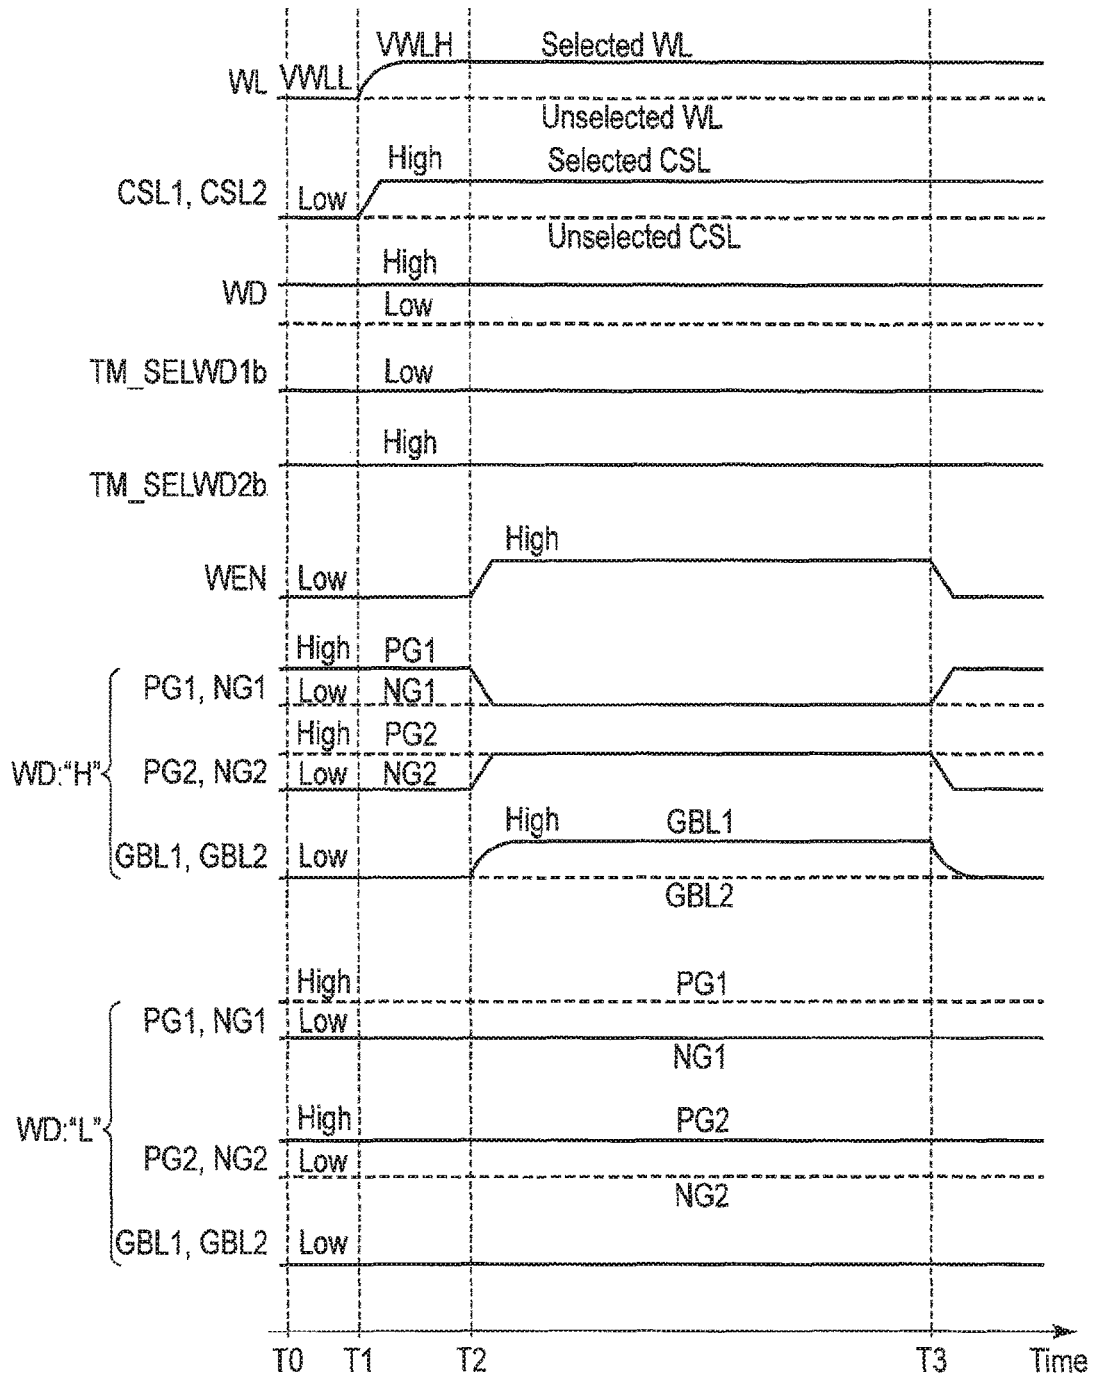 VWLH Selected WL
WL VWLL
Unselected WL
High Selected CSL
CSL1, CSL2 Low
Unselected CSL
High
WD
Low
TM_SELWD1b Low
High
TM_SELWD2b
High
WEN Low
High PG1
PG1, NG1 Low NG1
High PG2
WD:"H" PG2, NG2 Low NG2
High GBL1
GBL1, GBL2 Low
GBL2
High PG1
PG1, NG1 Low
NG1
High PG2
WD:"L"
PG2, NG2 Low
NG2
GBL1, GBL2 Low
T0 T1 T2 T3 Time